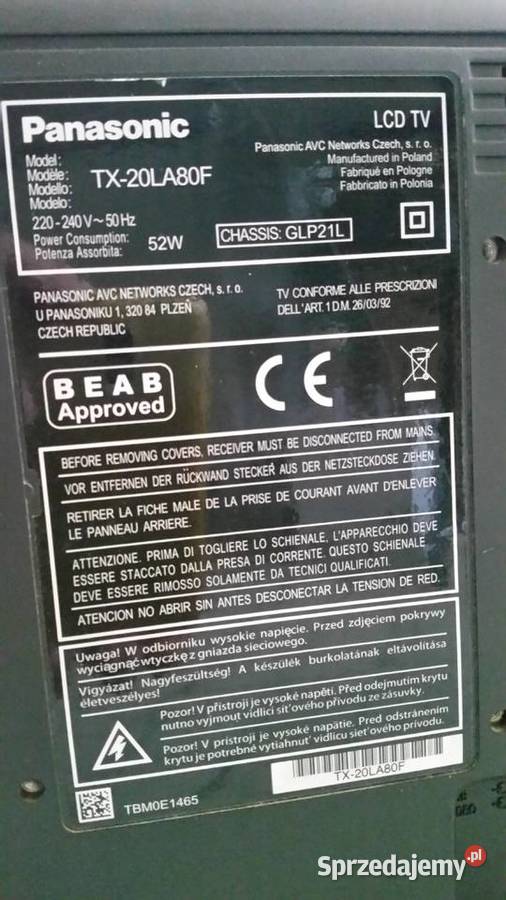 Panasonic
LCD TV
Panasonic AVC Networks Czech, s. r. o.
Manufactured in Poland
Fabriqué en Pologne
Fabbricato in Polonia
Model:
Modèle:
Modello:
Modelo:
TX-20LA80F
220-240V~50Hz
Power Consumption:
Potenza Assorbita:
52W
CHASSIS: GLP21L
PANASONIC AVC NETWORKS CZECH, s. r. o.
U PANASONIKU 1, 320 84 PLZEŇ
CZECH REPUBLIC
TV CONFORME ALLE PRESCRIZIONI
DELL'ART. 1 D.M. 26/03/92
BEAB
Approved
CE
BEFORE REMOVING COVERS, RECEIVER MUST BE DISCONNECTED FROM MAINS
VOR ENTFERNEN DER RÜCKWAND STECKER AUS DER NETZSTECKDOSE ZIEHEN.
RETIRER LA FICHE MALE DE LA PRISE DE COURANT AVANT D'ENLEVER
LE PANNEAU ARRIERE.
ATTENZIONE. PRIMA DI TOGLIERE LO SCHIENALE, L'APPARECCHIO DEVE
ESSERE STACCATO DALLA PRESA DI CORRENTE. QUESTO SCHIENALE
DEVE ESSERE RIMOSSO SOLAMENTE DA TECNICI QUALIFICATI.
ATENCION NO ABRIR SIN ANTES DESCONECTAR LA TENSION DE RED.
Uwaga! W odbiorniku wysokie napięcie. Przed zdjęciem pokrywy
wyciągnąć wtyczkę z gniazda sieciowego.
Vigyázat! Nagyfeszültség! A készülék burkolatának eltávolítása
életveszélyes!
Pozor! V přístroji je vysoké napětí. Před odejmutím krytu
nutno vyjmout vidlici síťového přívodu ze zásuvky.
Pozor! V prístroji je vysoké napätie. Pred odstránením
krytu je potrebné vytiahnuť vidlicu sieťového prívodu.
TX-20LA80F
TBM0E1465
Sprzedajemy.pl